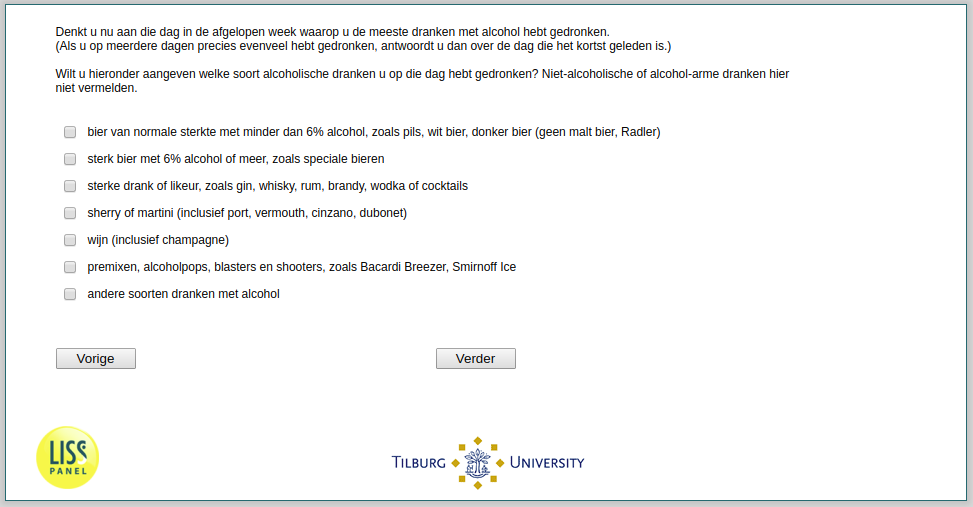 Denkt u nu aan die dag in de afgelopen week waarop u de meeste dranken met alcohol hebt gedronken.
(Als u op meerdere dagen precies evenveel hebt gedronken, antwoordt u dan over de dag die het kortst geleden is.)
Wilt u hieronder aangeven welke soort alcoholische dranken u op die dag hebt gedronken? Niet-alcoholische of alcohol-arme dranken hier
niet vermelden.
bier van normale sterkte met minder dan 6% alcohol, zoals pils, wit bier, donker bier (geen malt bier, Radler)
sterk bier met 6% alcohol of meer, zoals speciale bieren
sterke drank of likeur, zoals gin, whisky, rum, brandy, wodka of cocktails
sherry of martini (inclusief port, vermouth, cinzano, dubonet)
wijn (inclusief champagne)
premixen, alcoholpops, blasters en shooters, zoals Bacardi Breezer, Smirnoff Ice
andere soorten dranken met alcohol
Vorige
Verder
LISS
PANEL
TILBURG UNIVERSITY